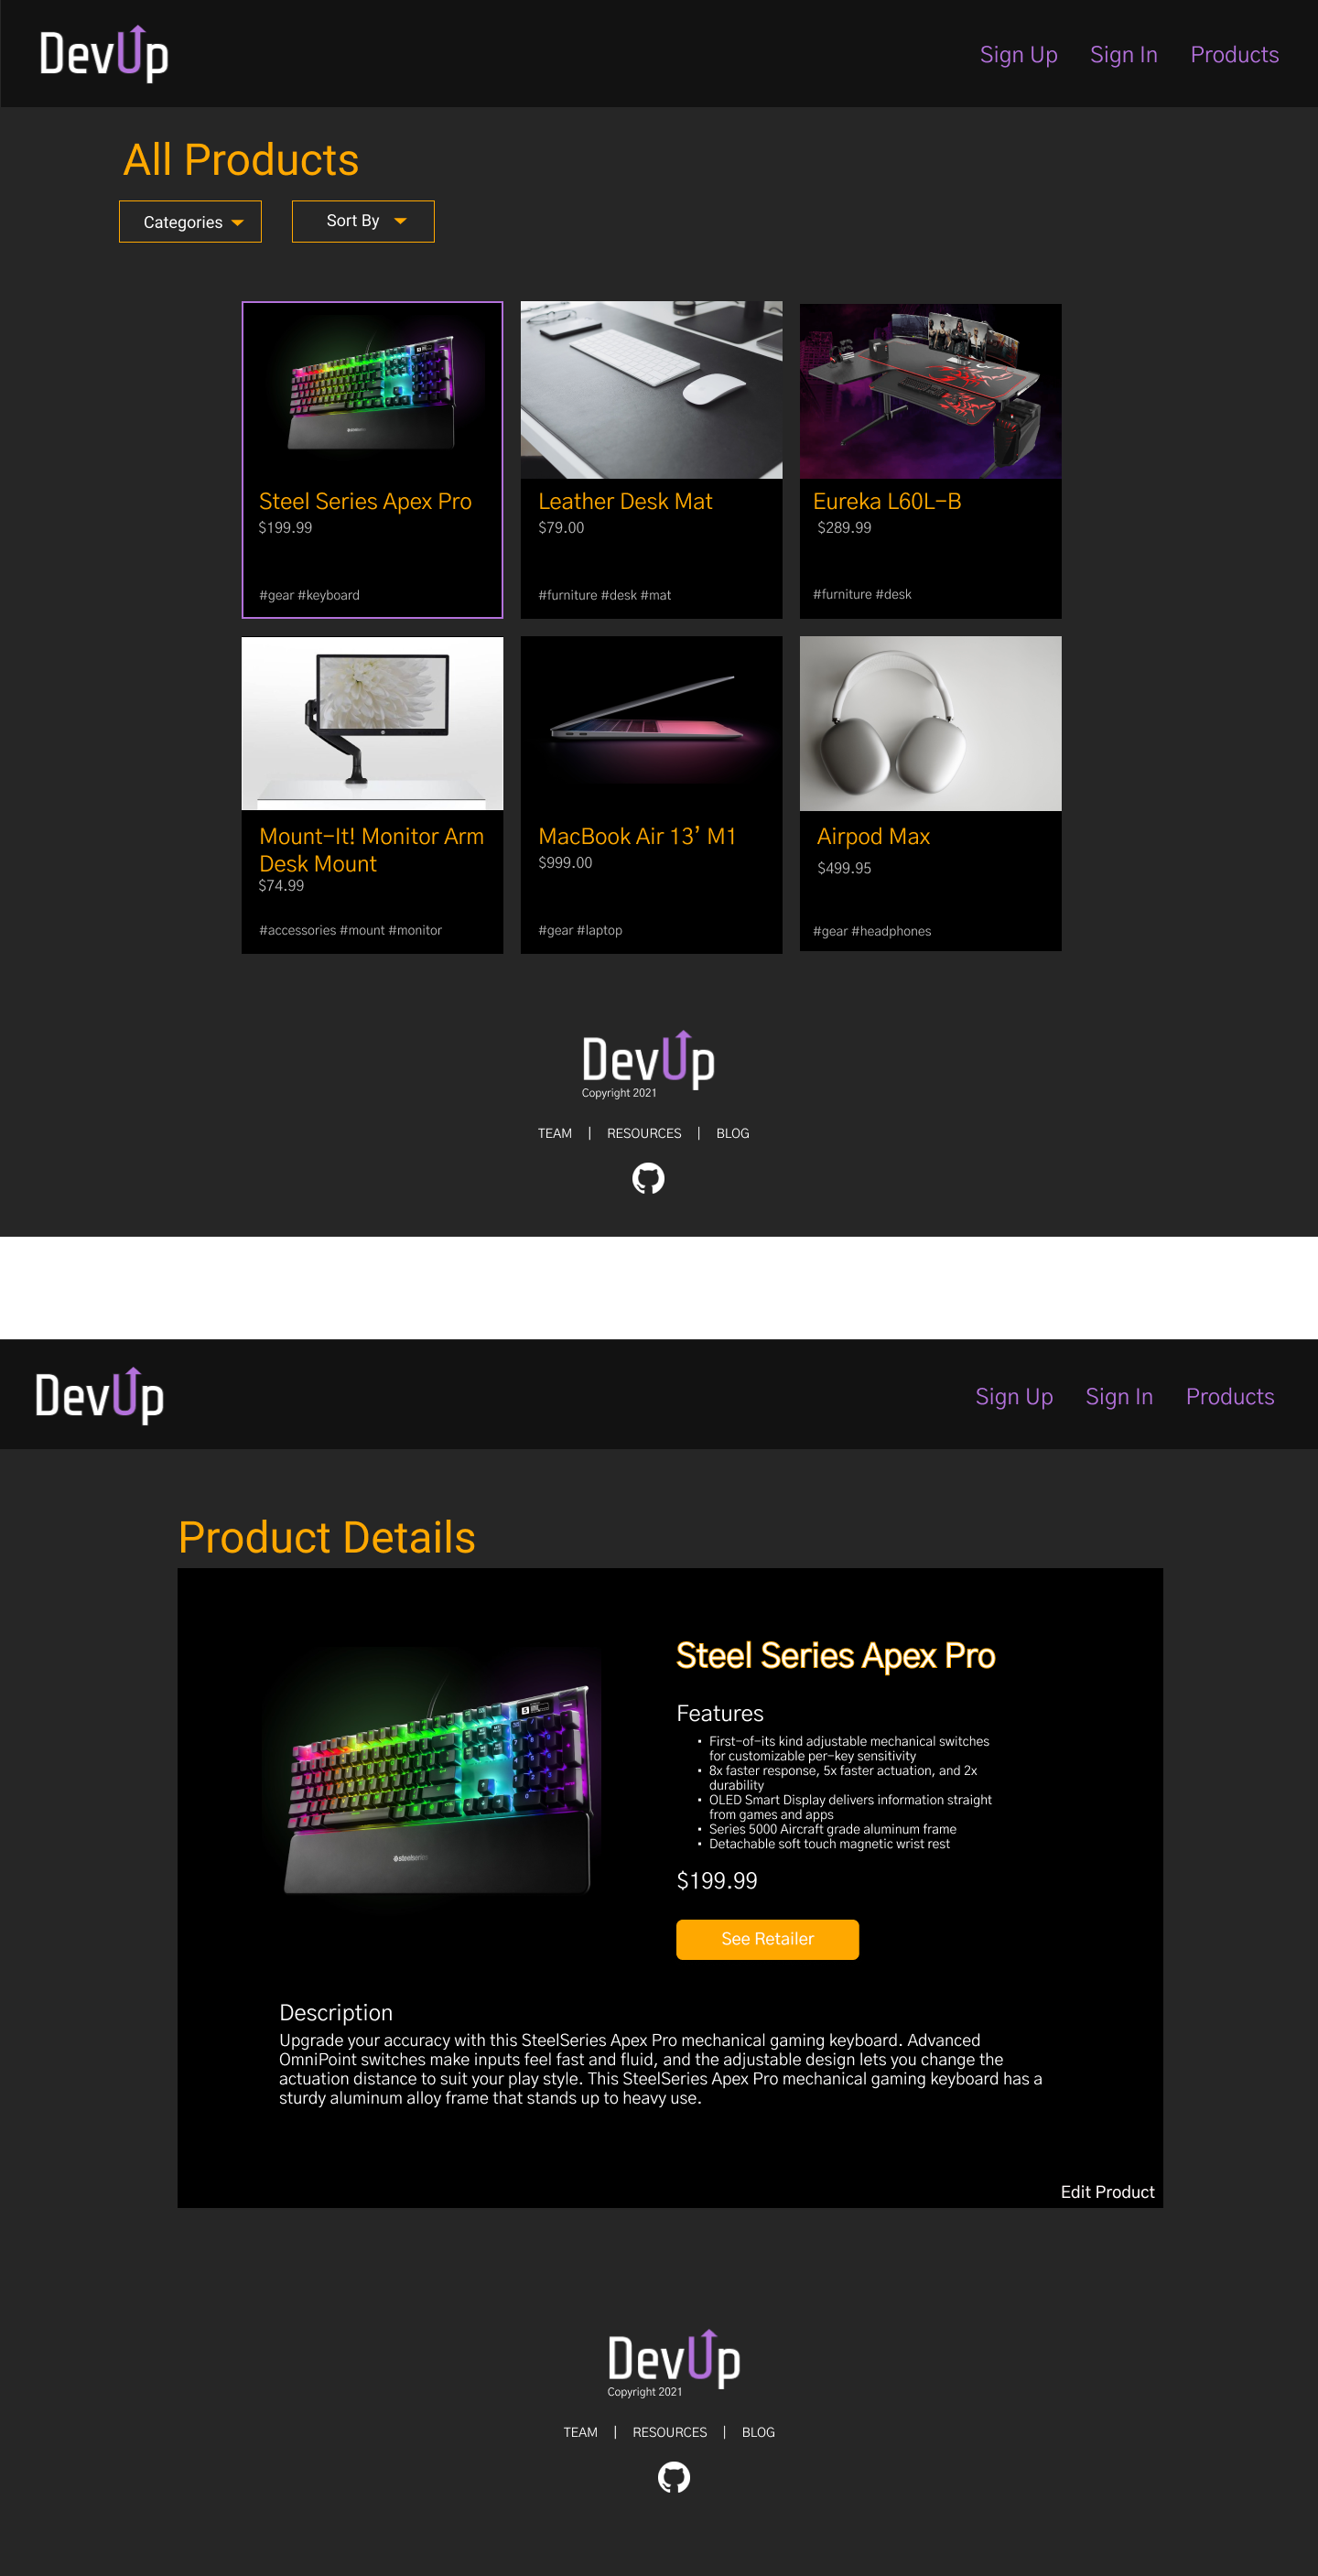 DevUp
Sign Up Sign In Products
All Products
Categories Sort By
Steel Series Apex Pro
$199.99
#gear #keyboard
Leather Desk Mat
$79.00
#furniture #desk #mat
Eureka L60L-B
$289.99
#furniture #desk
Mount-It! Monitor Arm
Desk Mount
$74.99
#accessories #mount #monitor
MacBook Air 13’ M1
$999.00
#gear #laptop
Airpod Max
$499.95
#gear #headphones
DevUp
Copyright 2021
TEAM | RESOURCES | BLOG
DevUp
Sign Up Sign In Products
Product Details
steelseries
Steel Series Apex Pro
Features
• First-of-its kind adjustable mechanical switches
for customizable per-key sensitivity
• 8x faster response, 5x faster actuation, and 2x
durability
• OLED Smart Display delivers information straight
from games and apps
• Series 5000 Aircraft grade aluminum frame
• Detachable soft touch magnetic wrist rest
$199.99
See Retailer
Description
Upgrade your accuracy with this SteelSeries Apex Pro mechanical gaming keyboard. Advanced
OmniPoint switches make inputs feel fast and fluid, and the adjustable design lets you change the
actuation distance to suit your play style. This SteelSeries Apex Pro mechanical gaming keyboard has a
sturdy aluminum alloy frame that stands up to heavy use.
Edit Product
DevUp
Copyright 2021
TEAM | RESOURCES | BLOG